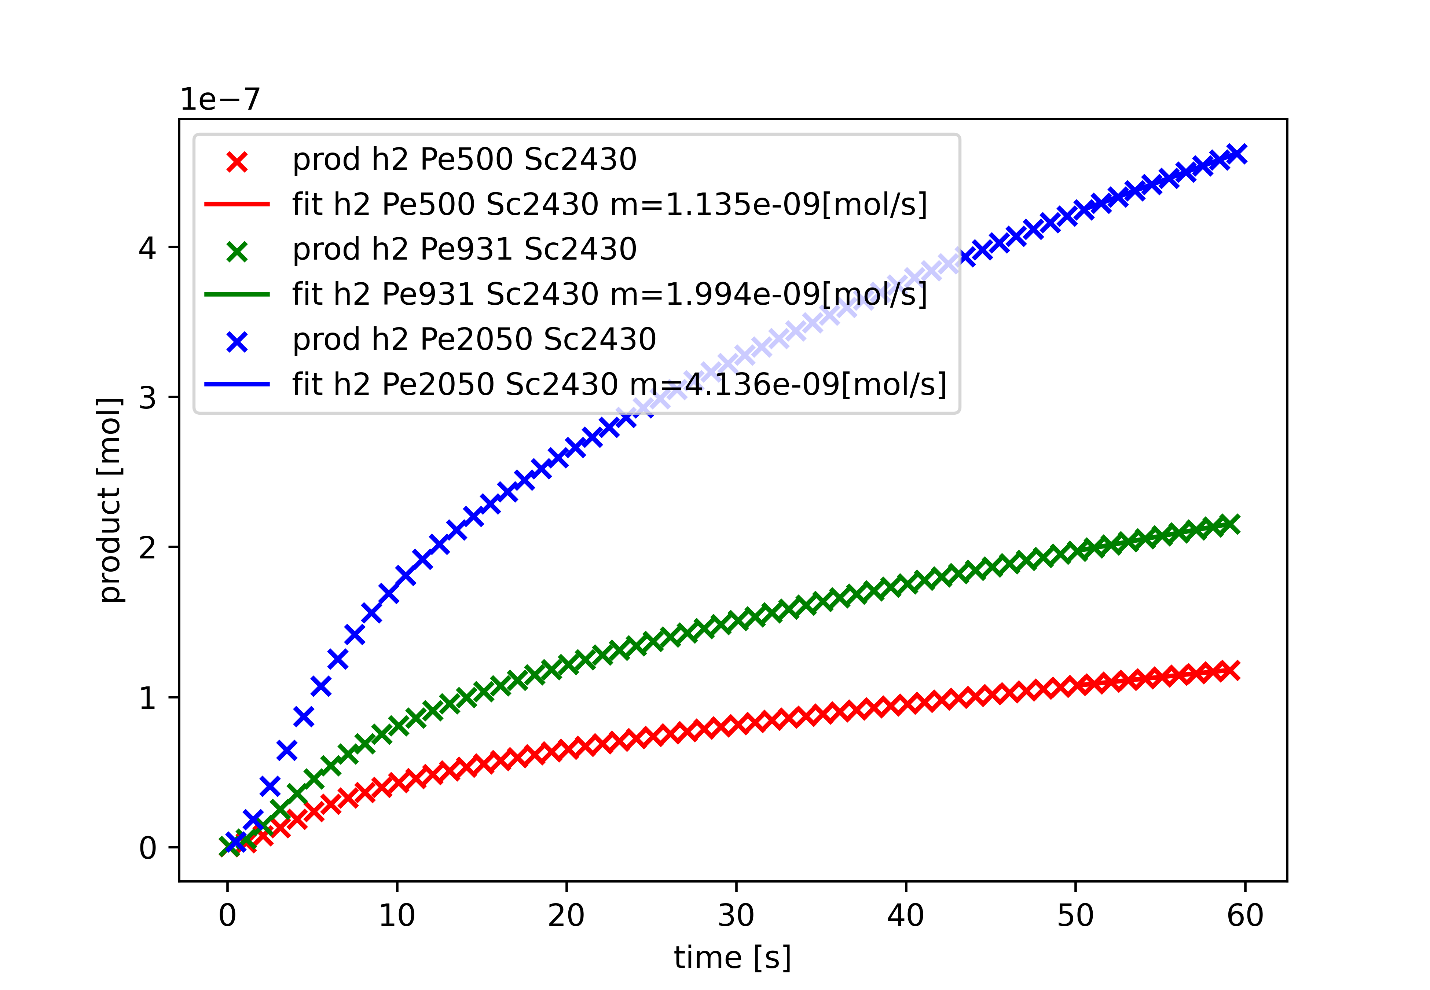 1e−7
prod h2 Pe500 Sc2430
fit h2 Pe500 Sc2430 m=1.135e-09[mol/s]
prod h2 Pe931 Sc2430
fit h2 Pe931 Sc2430 m=1.994e-09[mol/s]
prod h2 Pe2050 Sc2430
fit h2 Pe2050 Sc2430 m=4.136e-09[mol/s]
4
3
2
1
0
product [mol]
0 10 20 30 40 50 60
time [s]